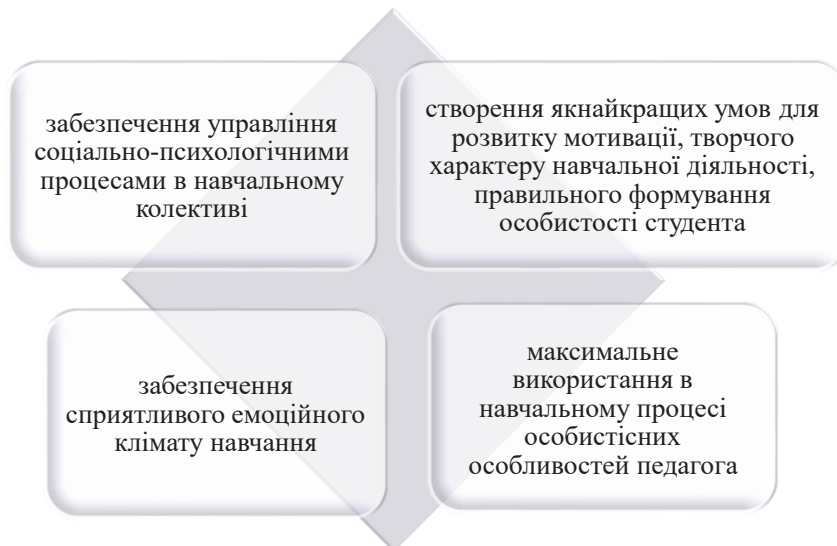 забезпечення управління
соціально-психологічними
процесами в навчальному
колективі
створення якнайкращих умов для
розвитку мотивації, творчого
характеру навчальної діяльності,
правильного формування
особистості студента
забезпечення
сприятливого емоційного
клімату навчання
максимальне
використання в
навчальному процесі
особистісних
особливостей педагога